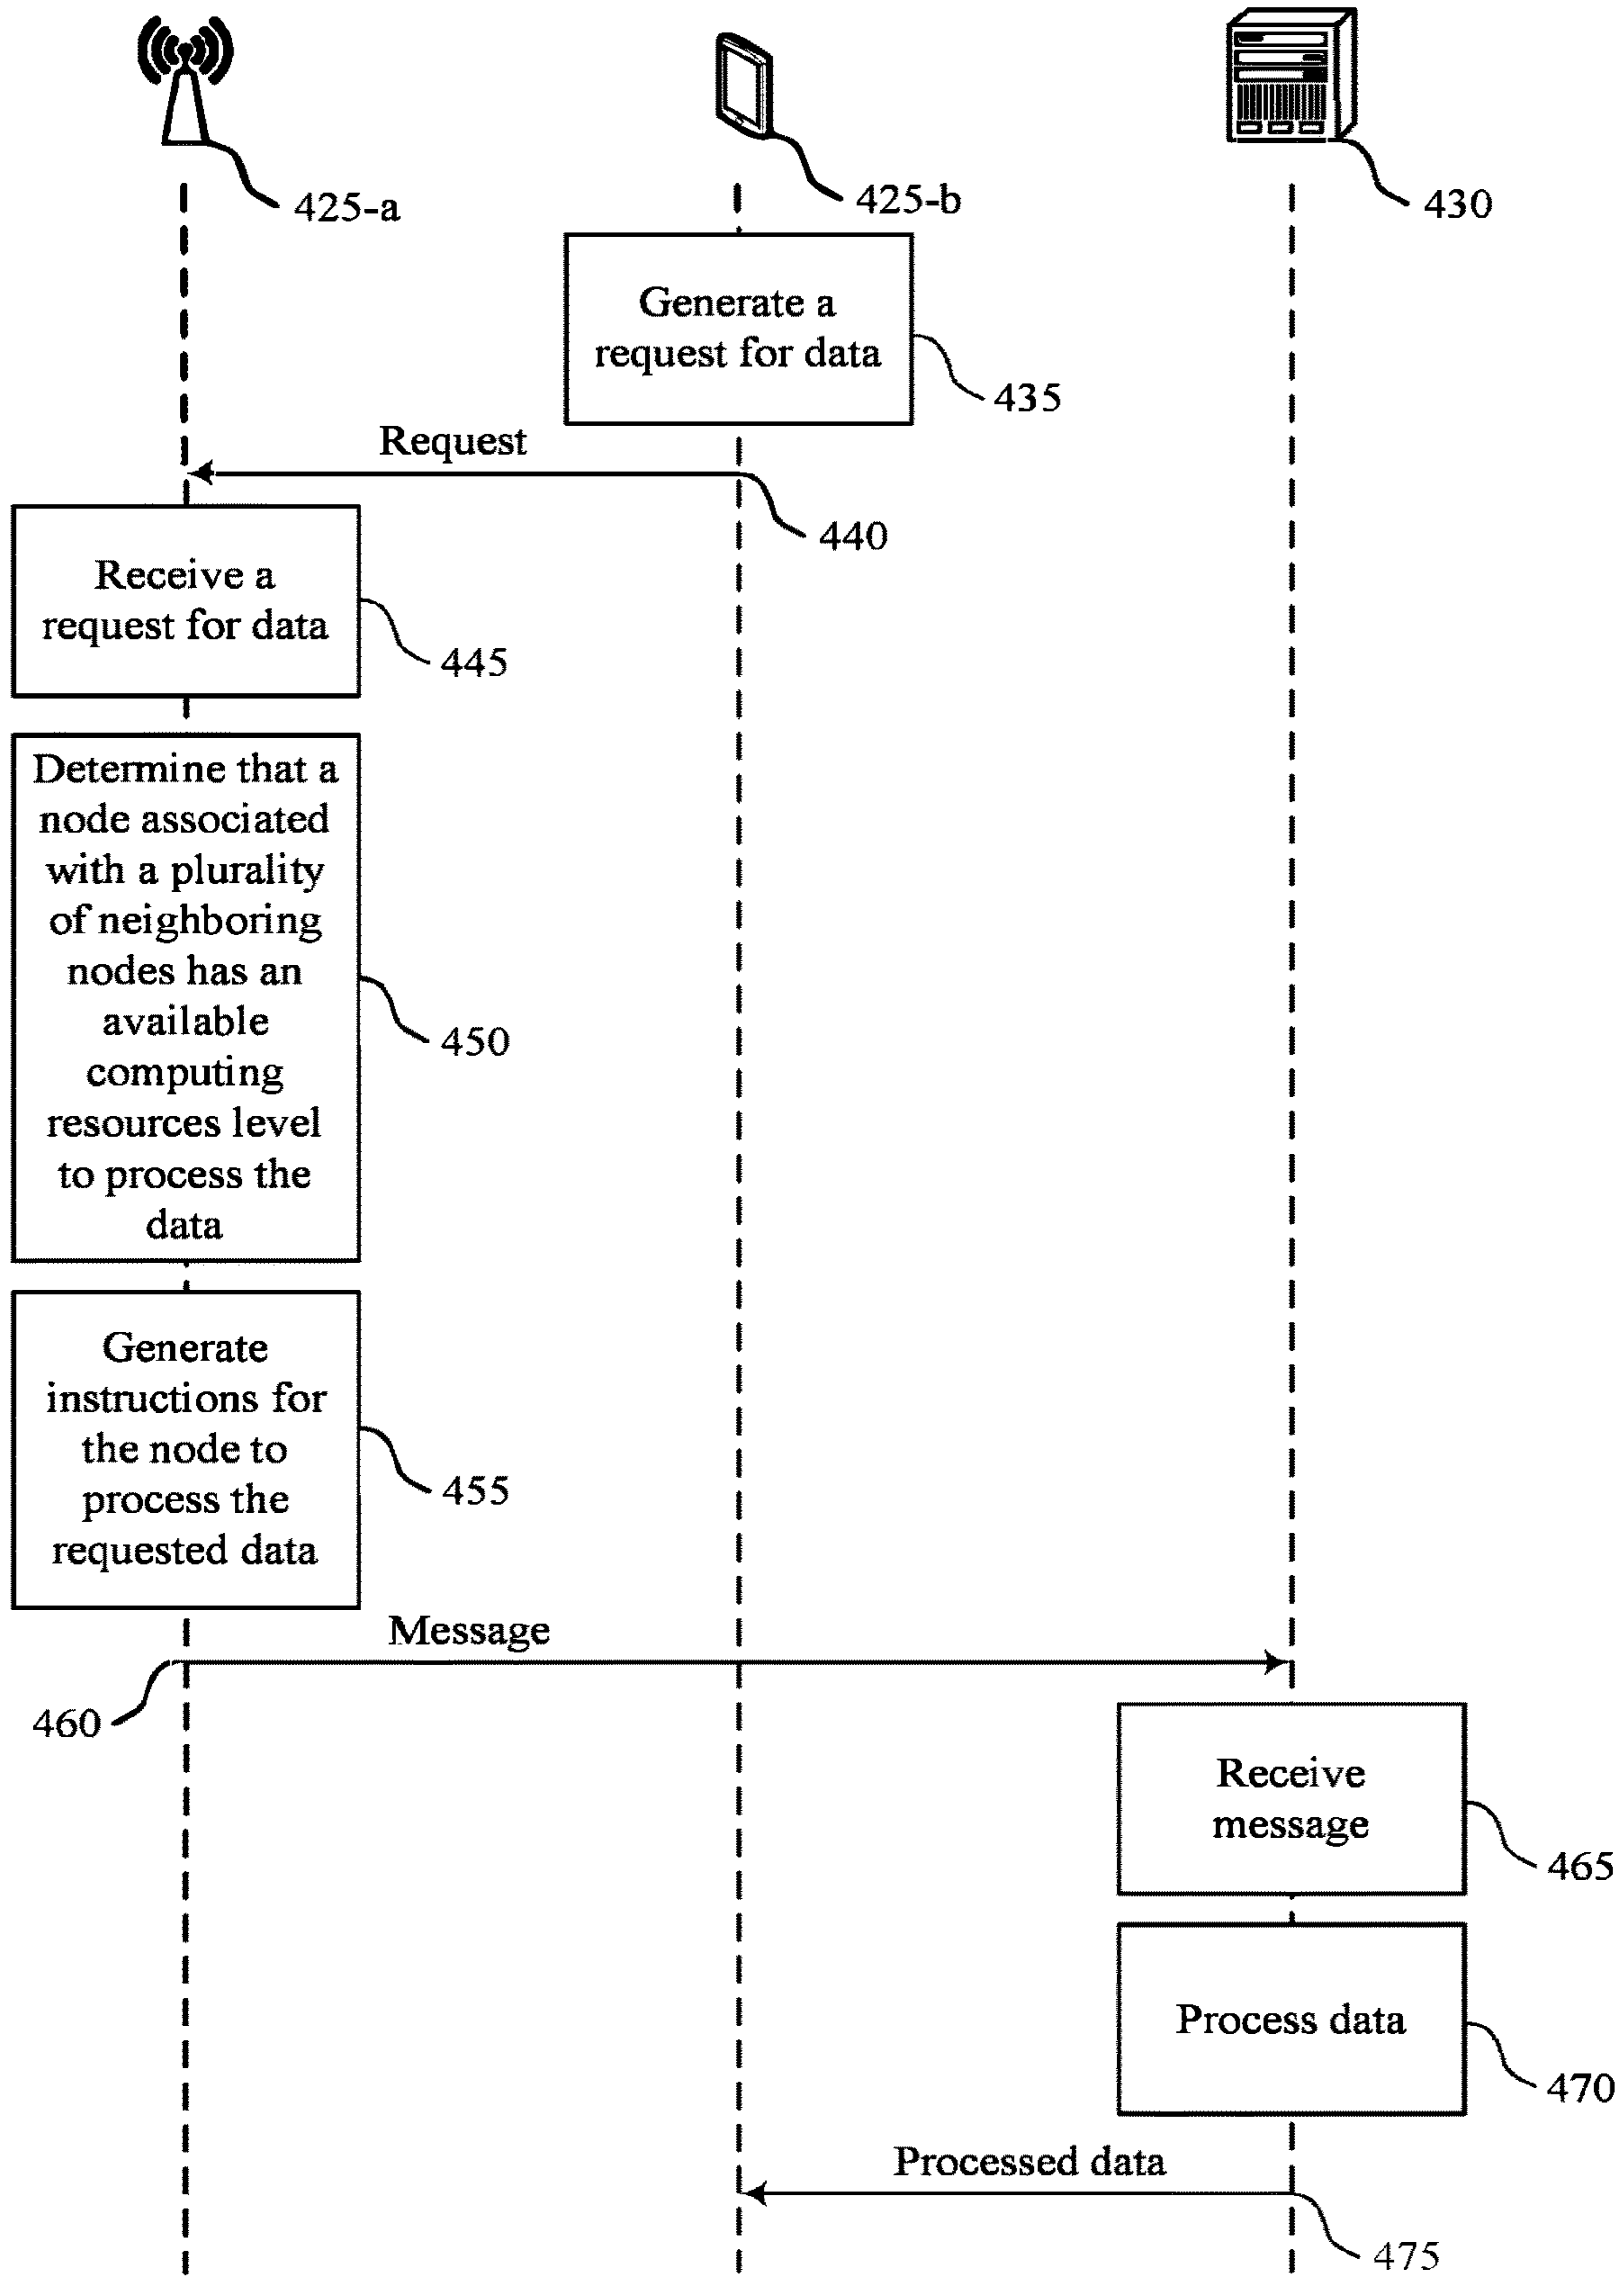 425-a
425-b
430
Generate a
request for data
435
Request
440
Receive a
request for data
445
Determine that a
node associated
with a plurality
of neighboring
nodes has an
available
computing
resources level
to process the
data
450
Generate
instructions for
the node to
process the
requested data
455
Message
460
Receive
message
465
Process data
470
Processed data
475